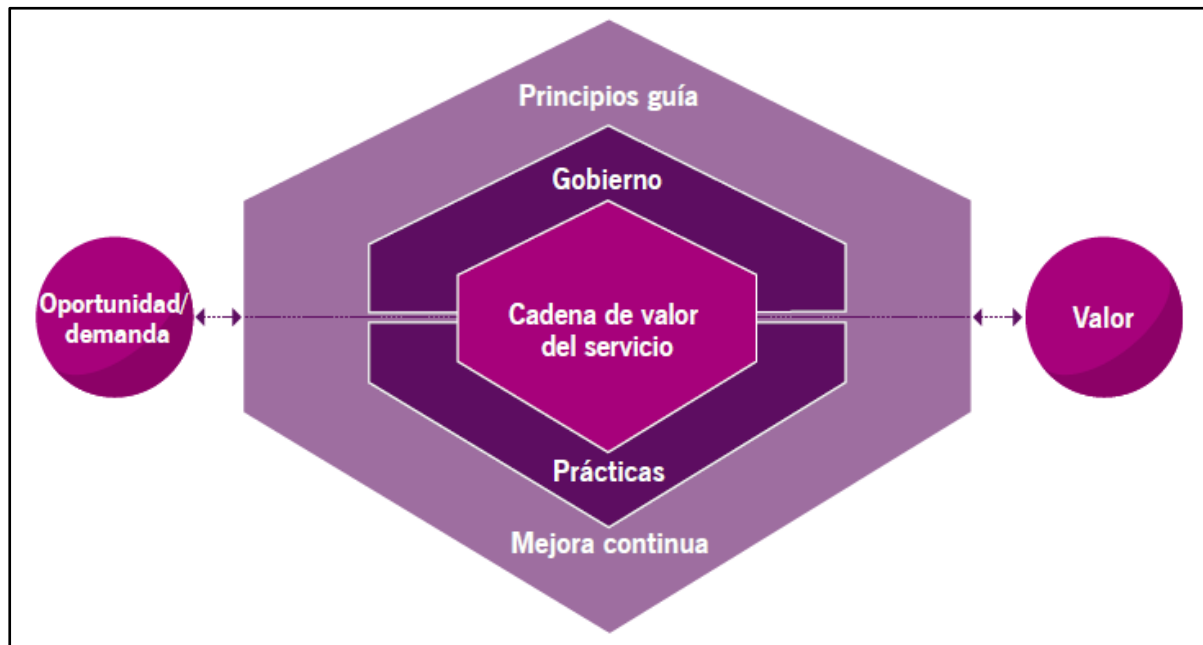 Principios guía
Gobierno
Oportunidad/
demanda
Cadena de valor
del servicio
Valor
Prácticas
Mejora continua